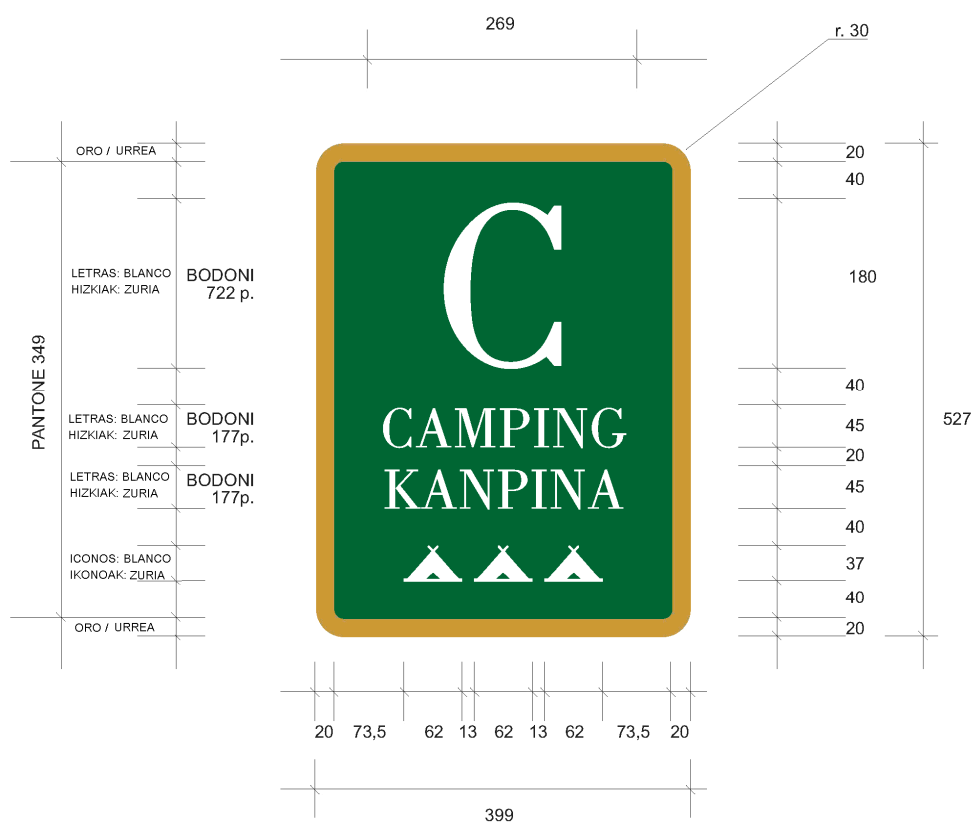 269
r. 30
ORO / URREA
20
40
LETRAS: BLANCO
HIZKIAK: ZURIA
BODONI
722 p.
180
C
PANTONE 349
40
LETRAS: BLANCO
HIZKIAK: ZURIA
BODONI
177p.
CAMPING
45
527
20
LETRAS: BLANCO
HIZKIAK: ZURIA
BODONI
177p.
KANPINA
45
40
ICONOS: BLANCO
IKONOAK: ZURIA
37
40
ORO / URREA
20
20 73,5 62 13 62 13 62 73,5 20
399